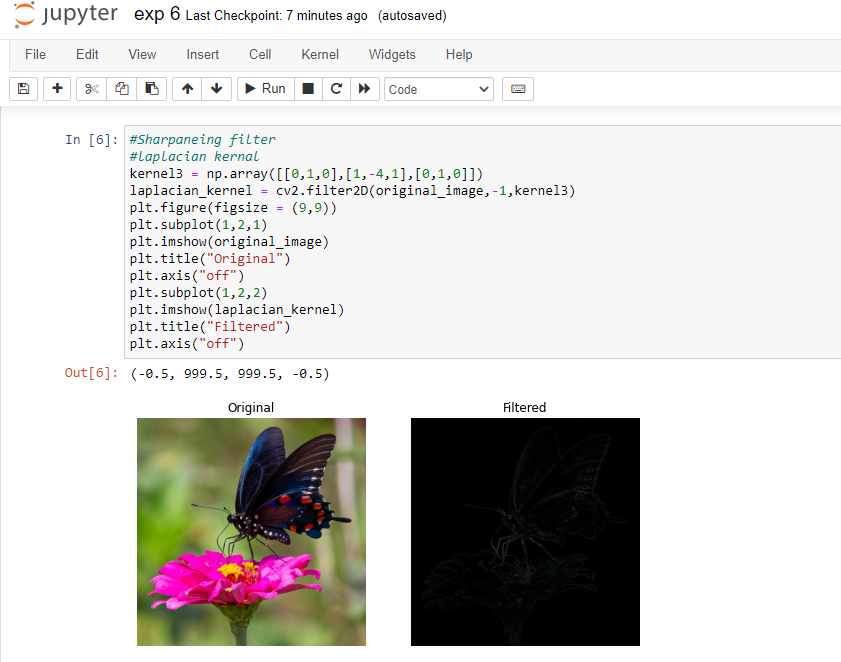 jupyter exp 6 Last Checkpoint: 7 minutes ago (autosaved)
File Edit View Insert Cell Kernel Widgets Help
Run Code
In [6]: #Sharpaneing filter
#laplacian kernal
kernel3 = np.array([[0,1,0],[1,-4,1],[0,1,0]])
laplacian_kernel = cv2.filter2D(original_image,-1,kernel3)
plt.figure(figsize = (9,9))
plt.subplot(1,2,1)
plt.imshow(original_image)
plt.title("Original")
plt.axis("off")
plt.subplot(1,2,2)
plt.imshow(laplacian_kernel)
plt.title("Filtered")
plt.axis("off")
Out[6]: (-0.5, 999.5, 999.5, -0.5)
Original Filtered